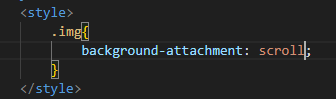 <style>
.img{
background-attachment: scroll;
}
</style>